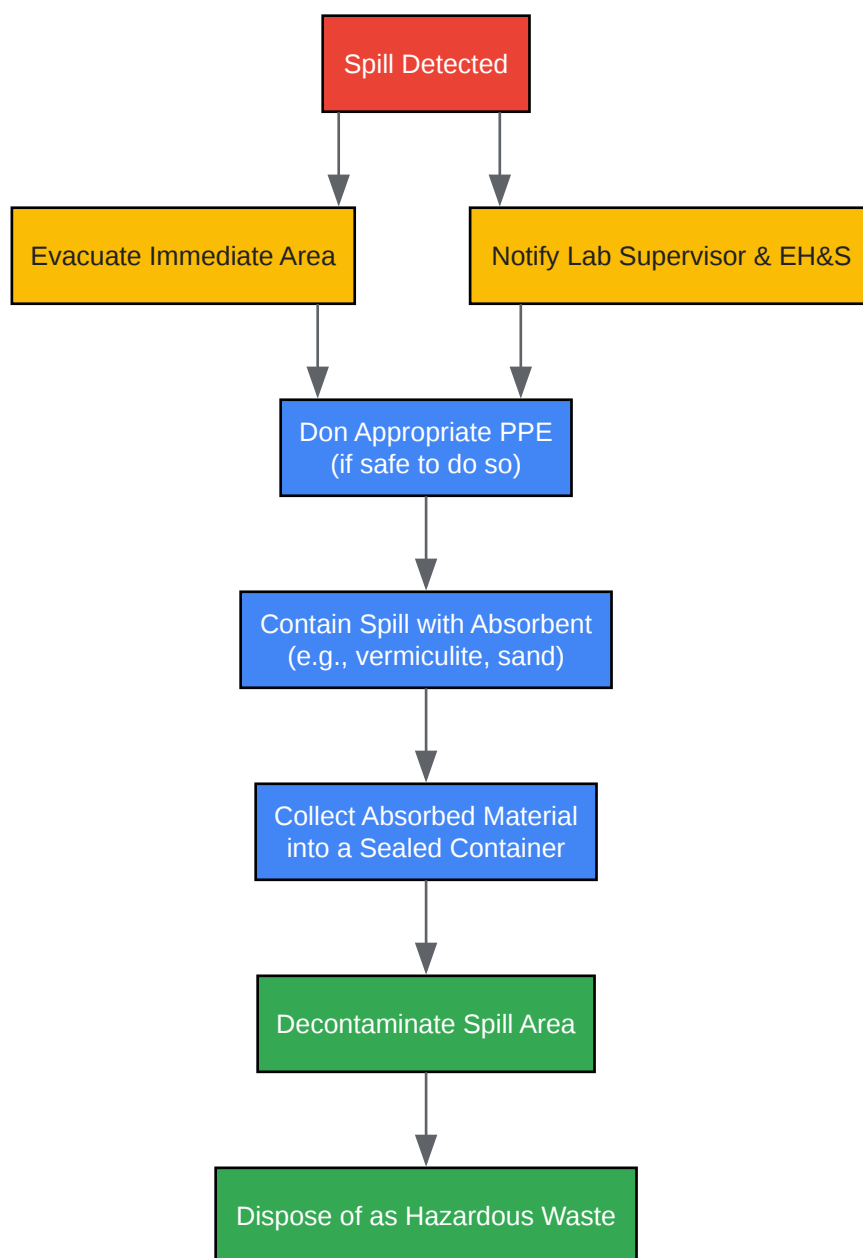 Spill Detected
Evacuate Immediate Area
Notify Lab Supervisor & EH&S
Don Appropriate PPE
(if safe to do so)
Contain Spill with Absorbent
(e.g., vermiculite, sand)
Collect Absorbed Material
into a Sealed Container
Decontaminate Spill Area
Dispose of as Hazardous Waste